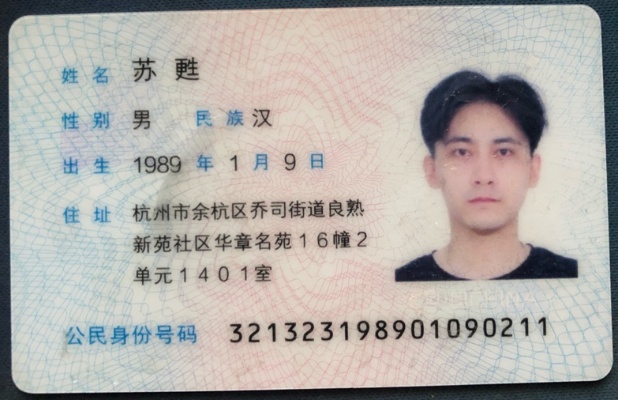 姓名 苏甦
性别 男 民族 汉
出生 1989 年 1 月 9 日
住址 杭州市余杭区乔司街道良熟
新苑社区华章名苑16幢2
单元1401室
公民身份号码 321323198901090211